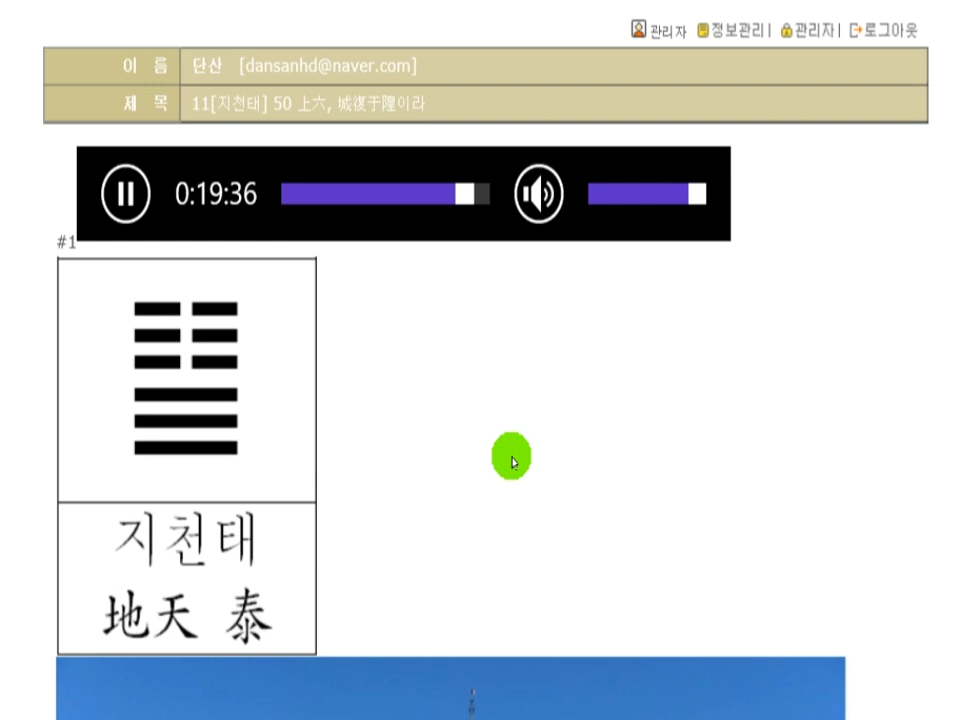 관리자 정보관리| 관리자| 로그아웃
이 름 단산 [dansanhd@naver.com]
제 목 11[지천태] 50 上六, 城復于隍이라
0:19:36
#1
지천태
地天 泰